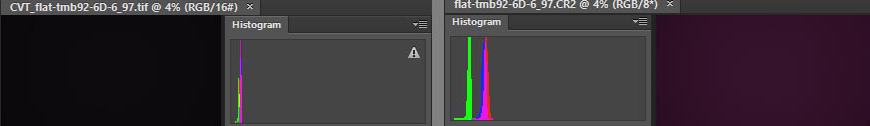 CVT_flat-tmb92-6D-6_97.tif @ 4% (RGB/16#) ×
Histogram
flat-tmb92-6D-6_97.CR2 @ 4% (RGB/8*) ×
Histogram